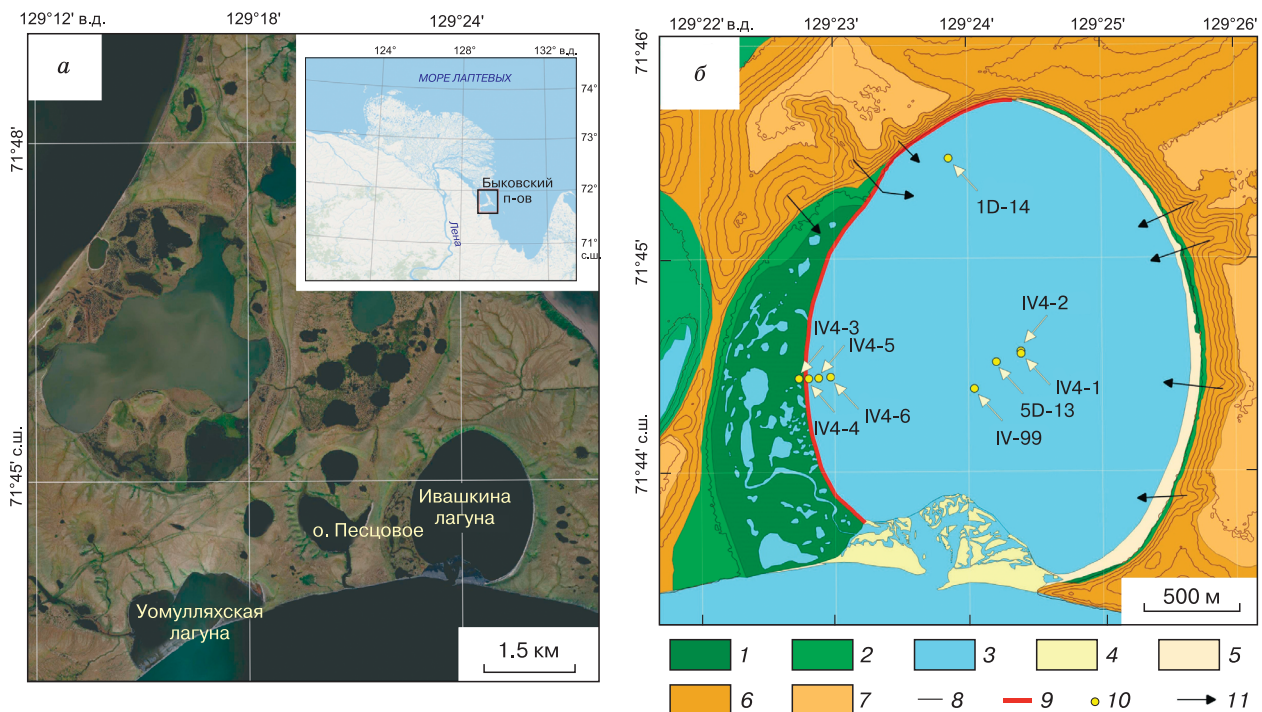 129°12' в.д.
129°18'
129°24'
а
124°
128°
132° в.д.
МОРЕ ЛАПТЕВЫХ
74°
73°
72°
71°
с.ш.
Быковский
п-ов
Лена
71°48'
71°45' с.ш.
Ивашкина
лагуна
о. Песцовое
Уомулляхская
лагуна
1.5 км
129°22' в.д.
129°23'
129°24'
129°25'
129°26'
71°46'
71°45'
71°44' с.ш.
б
1D-14
IV4-2
IV4-3
IV4-5
IV4-1
IV4-6
5D-13
IV4-4
IV-99
500 м
1
2
3
4
5
6
7
8
9
10
11